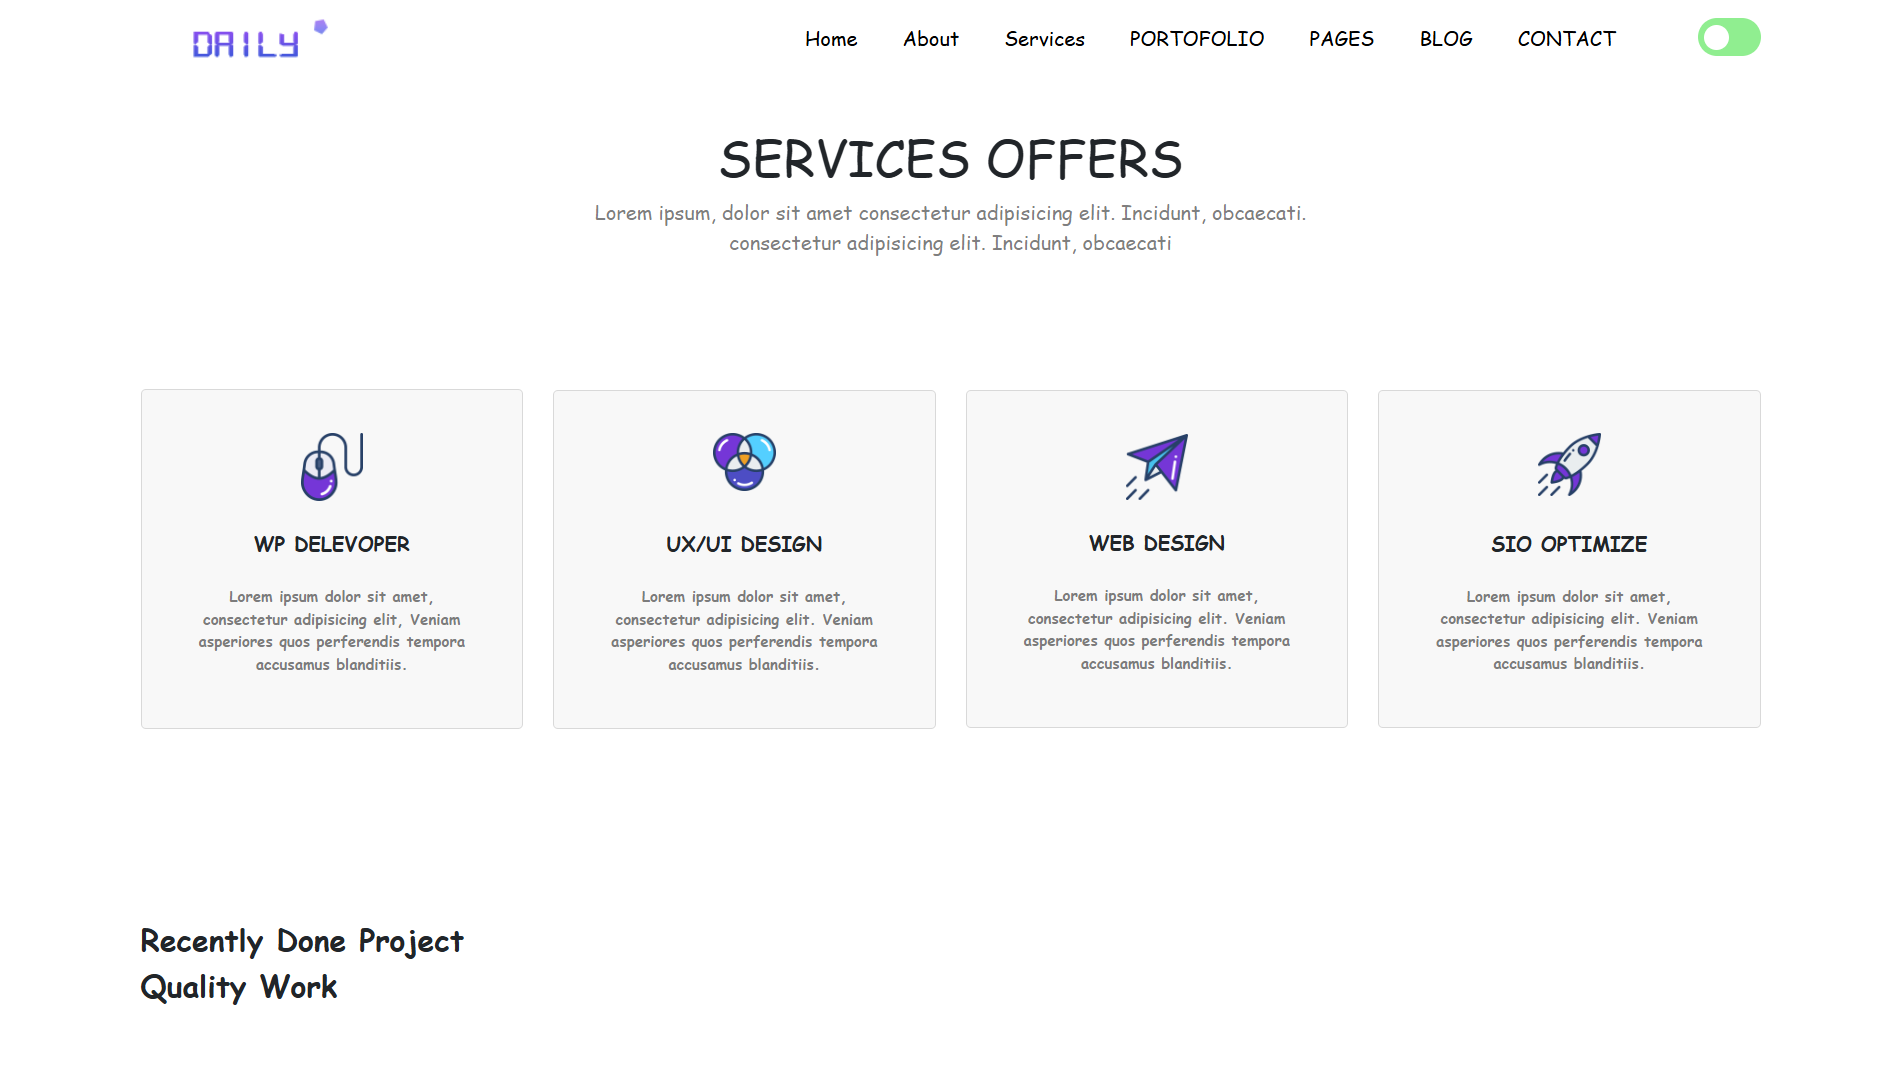 DAILY
Home About Services PORTOFOLIO PAGES BLOG CONTACT
SERVICES OFFERS
Lorem ipsum, dolor sit amet consectetur adipisicing elit. Incidunt, obcaecati.
consectetur adipisicing elit. Incidunt, obcaecati
WP DELEVOPER
Lorem ipsum dolor sit amet,
consectetur adipisicing elit, Veniam
asperiores quos perferendis tempora
accusamus blanditiis.
UX/UI DESIGN
Lorem ipsum dolor sit amet,
consectetur adipisicing elit. Veniam
asperiores quos perferendis tempora
accusamus blanditiis.
WEB DESIGN
Lorem ipsum dolor sit amet,
consectetur adipisicing elit. Veniam
asperiores quos perferendis tempora
accusamus blanditiis.
SIO OPTIMIZE
Lorem ipsum dolor sit amet,
consectetur adipisicing elit. Veniam
asperiores quos perferendis tempora
accusamus blanditiis.
Recently Done Project
Quality Work